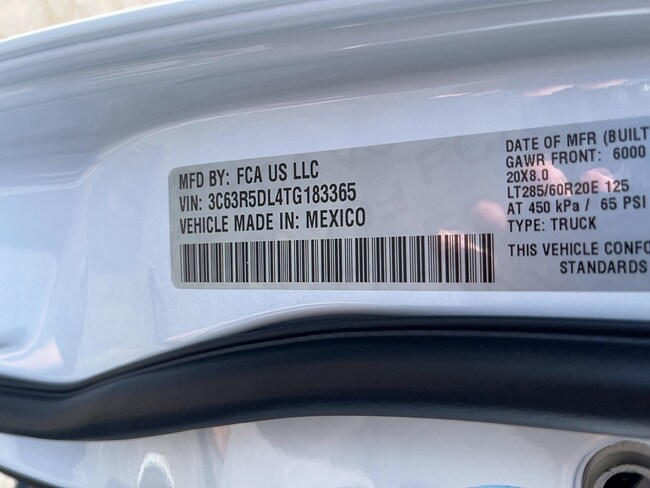 MFD BY: FCA US LLC
VIN: 3C63R5DL4TG183365
VEHICLE MADE IN: MEXICO
DATE OF MFR (BUILT
GAWR FRONT: 6000
20X8.0
LT285/60R20E 125
AT 450 kPa / 65 PSI
TYPE: TRUCK
THIS VEHICLE CONFO
STANDARDS